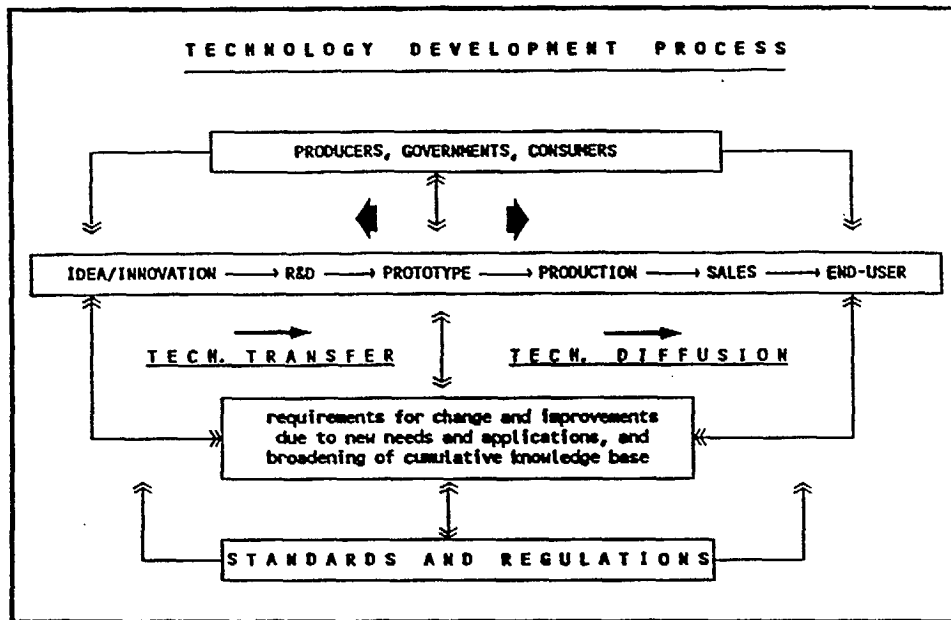 TECHNOLOGY DEVELOPMENT PROCESS
PRODUCERS, GOVERNMENTS, CONSUMERS
IDEA/INNOVATION → R&D → PROTOTYPE → PRODUCTION → SALES → END-USER
TECH. TRANSFER TECH. DIFFUSION
requirements for change and improvements
due to new needs and applications, and
broadening of cumulative knowledge base
STANDARDS AND REGULATIONS